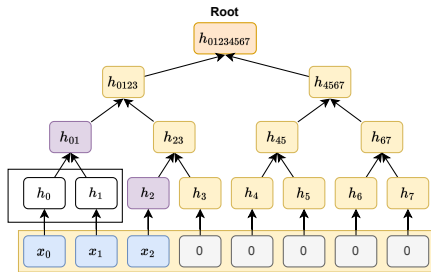 Root
h₀₁₂₃₄₅₆₇
h₀₁₂₃ h₄₅₆₇
h₀₁ h₂₃ h₄₅ h₆₇
h₀ h₁ h₂ h₃ h₄ h₅ h₆ h₇
x₀ x₁ x₂ 0 0 0 0 0